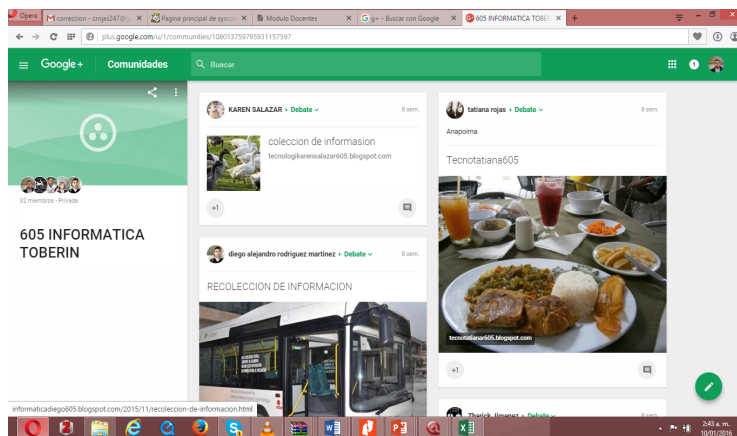 Opera
correccion - crojas247@g
Pagina principal de syscol
Modulo Docentes
g+ - Buscar con Google
605 INFORMATICA TOBER
plus.google.com/u/1/communities/108013759795931157597
Google+ Comunidades
Buscar
1
32 miembros - Privada
605 INFORMATICA
TOBERIN
KAREN SALAZAR ▸ Debate
8 sem.
coleccion de informasion
tecnologikarensalazar605.blogspot.com
+1
diego alejandro rodriguez martinez ▸ Debate
8 sem.
RECOLECCION DE INFORMACION
tatiana rojas ▸ Debate
8 sem.
Anapoima
Tecnotatiana605
tecnotatianar605.blogspot.com
+1
Zharick Jimenez ▸ Debate
8 sem.
informaticadiego605.blogspot.com/2015/11/recoleccion-de-informacion.html
2:43 a. m.
10/01/2016